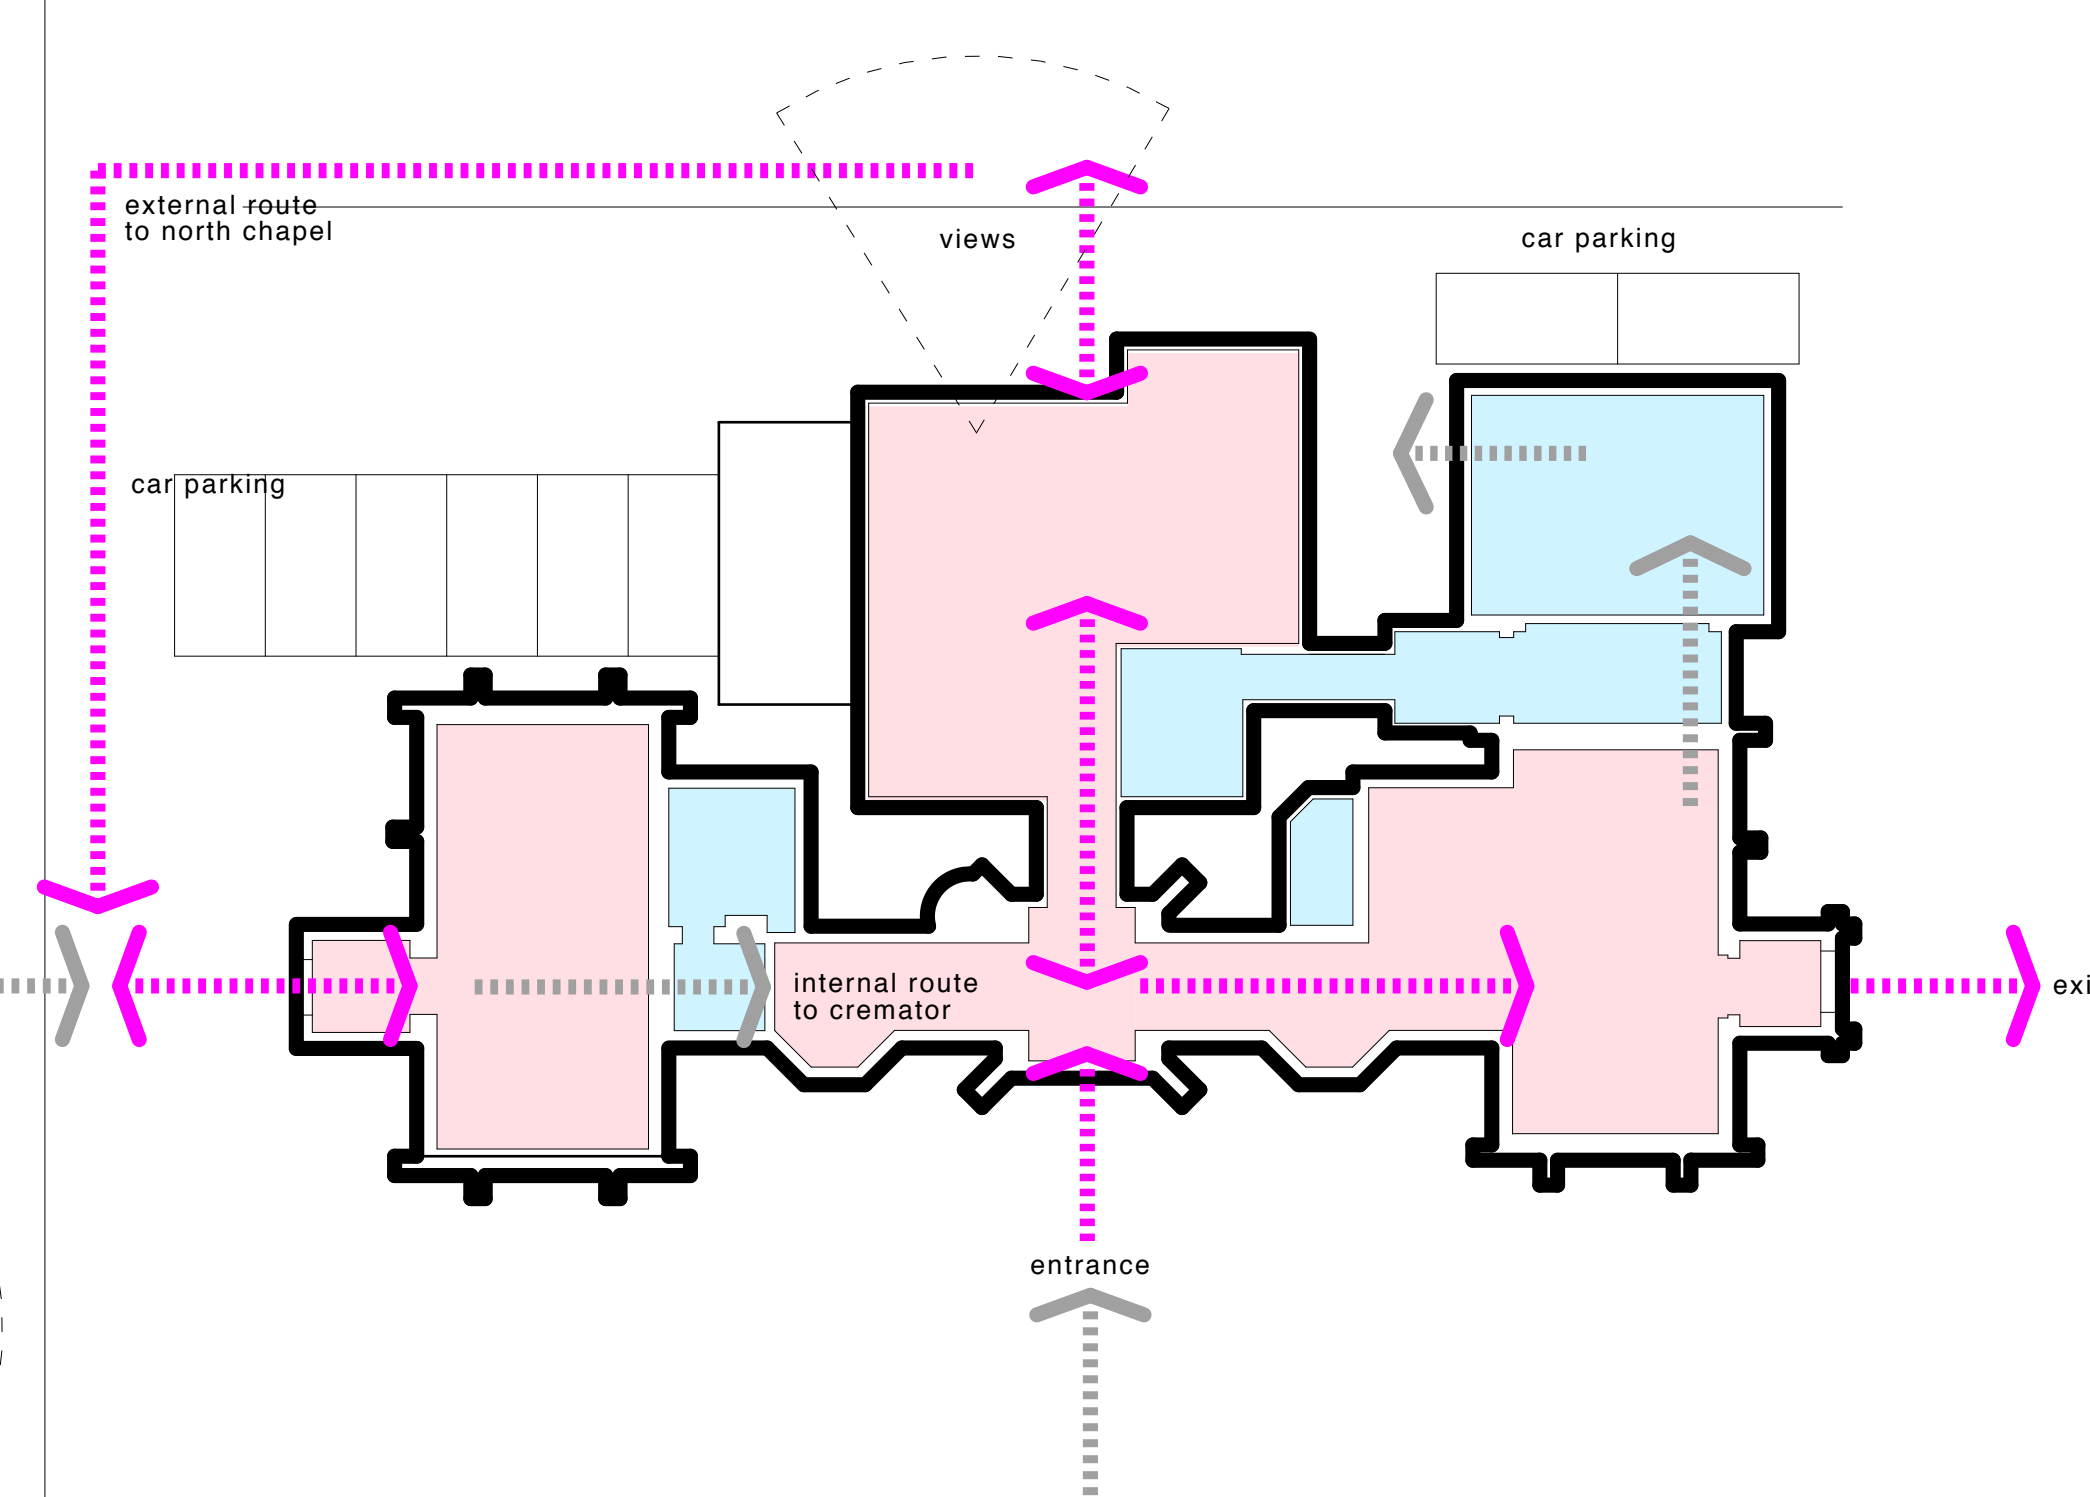 external route
to north chapel
views
car parking
car parking
internal route
to cremator
exi
entrance